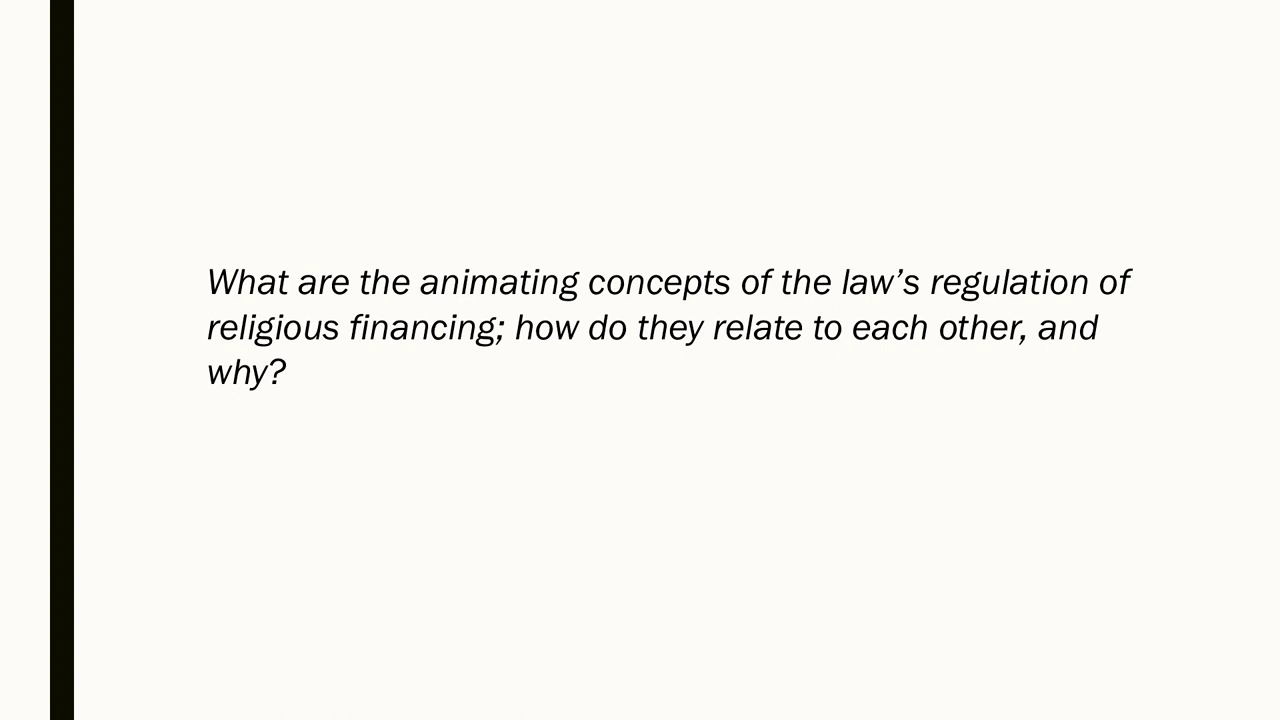 What are the animating concepts of the law’s regulation of
religious financing; how do they relate to each other, and
why?